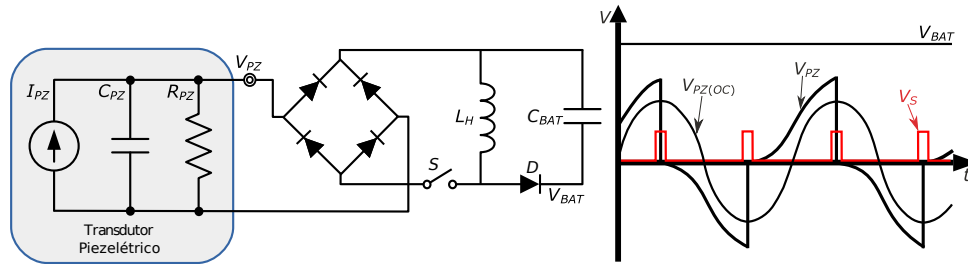 V_PZ
I_PZ
C_PZ
R_PZ
L_H
C_BAT
S
D
V_BAT
Transdutor
Piezelétrico
V
V_BAT
V_PZ(OC)
V_PZ
V_S
t